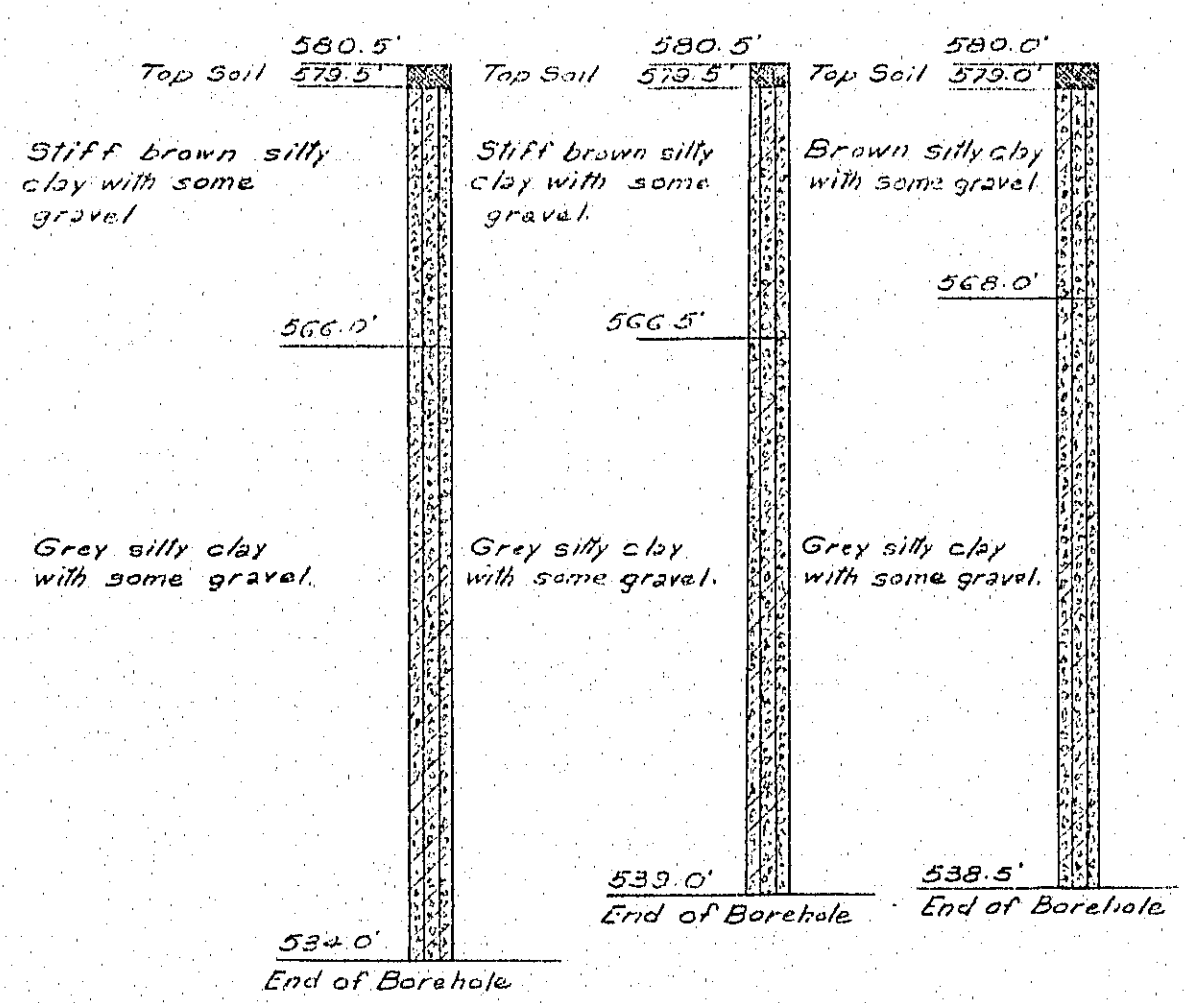 580.5'
Top Soil 579.5'
Stiff brown silty
clay with some
gravel
566.0'
Grey silty clay
with some gravel.
534.0'
End of Borehole
580.5'
Top Soil 579.5'
Stiff brown silty
clay with some
gravel.
566.5'
Grey silty clay
with some gravel.
539.0'
End of Borehole
580.0'
Top Soil 579.0'
Brown silty clay
with some gravel
568.0'
Grey silty clay
with some gravel.
538.5'
End of Borehole